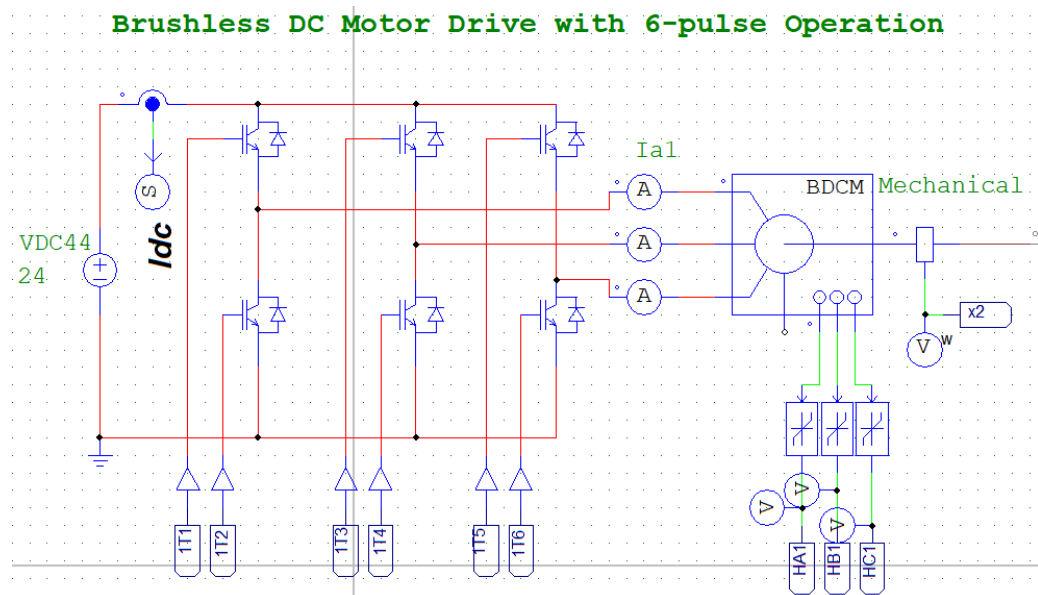 Brushless DC Motor Drive with 6-pulse Operation
Ia1
A
BDCM
Mechanical
S
Idc
VDC44
24
A
A
x2
V
w
V
V
V
1T1
1T2
1T3
1T4
1T5
1T6
HA1
HB1
HC1